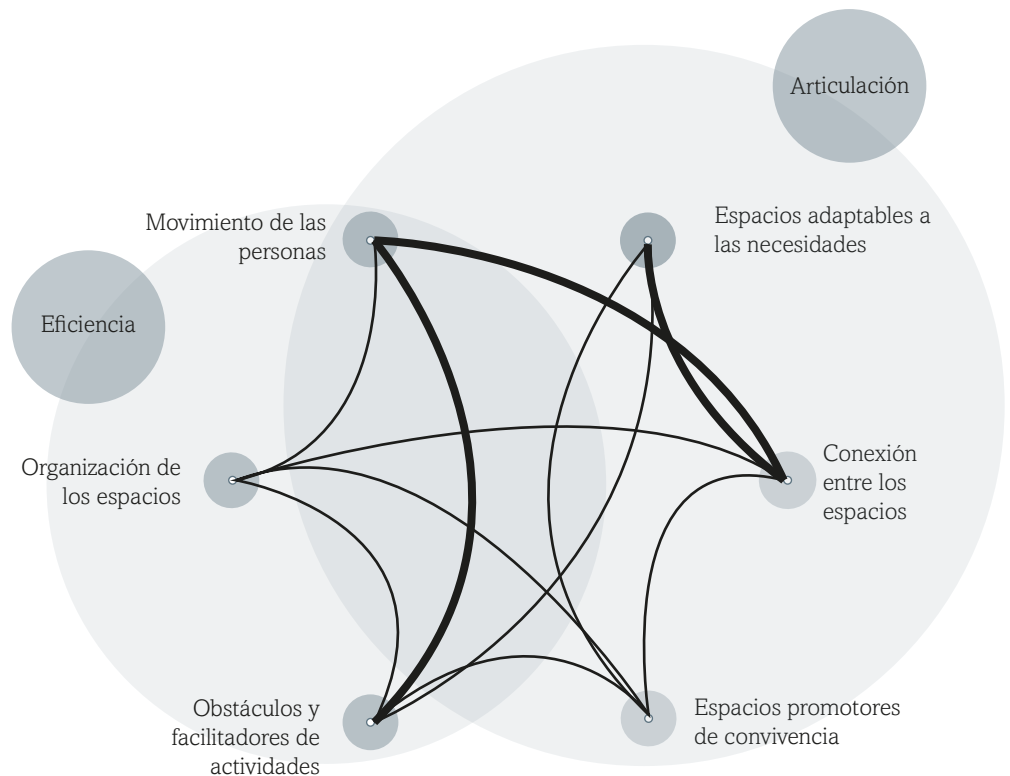 Articulación
Movimiento de las
personas
Espacios adaptables a
las necesidades
Eficiencia
Organización de
los espacios
Conexión
entre los
espacios
Obstáculos y
facilitadores de
actividades
Espacios promotores
de convivencia